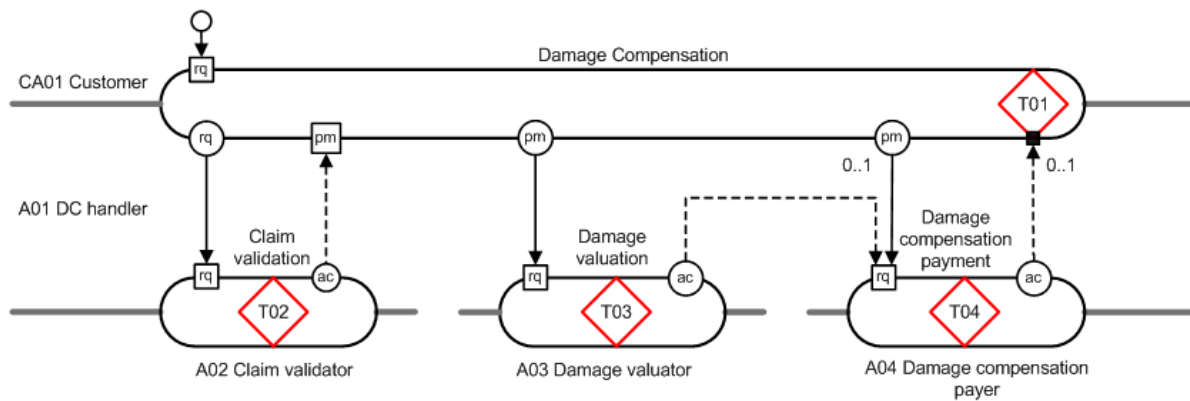 rq
Damage Compensation
CA01 Customer
T01
rq
pm
pm
pm
0..1
0..1
A01 DC handler
Claim
validation
Damage
valuation
Damage
compensation
payment
rq
ac
rq
ac
rq
ac
T02
T03
T04
A02 Claim validator
A03 Damage valuator
A04 Damage compensation
payer